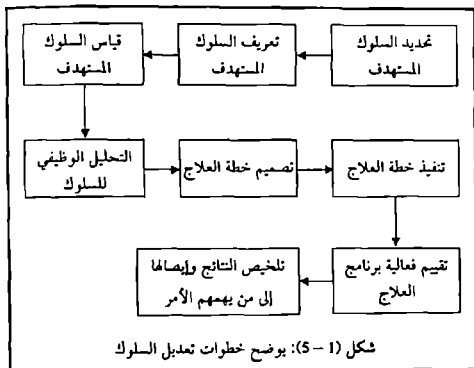 تحديد السلوك
المستهدف
تعريف السلوك
المستهدف
قياس السلوك
المستهدف
التحليل الوظيفي
للسلوك
تصميم خطة العلاج
تنفيذ خطة العلاج
تقييم فعالية برنامج
العلاج
تلخيص النتائج وإيصالها
إلى من يهمهم الأمر
شكل (1 – 5): يوضح خطوات تعديل السلوك